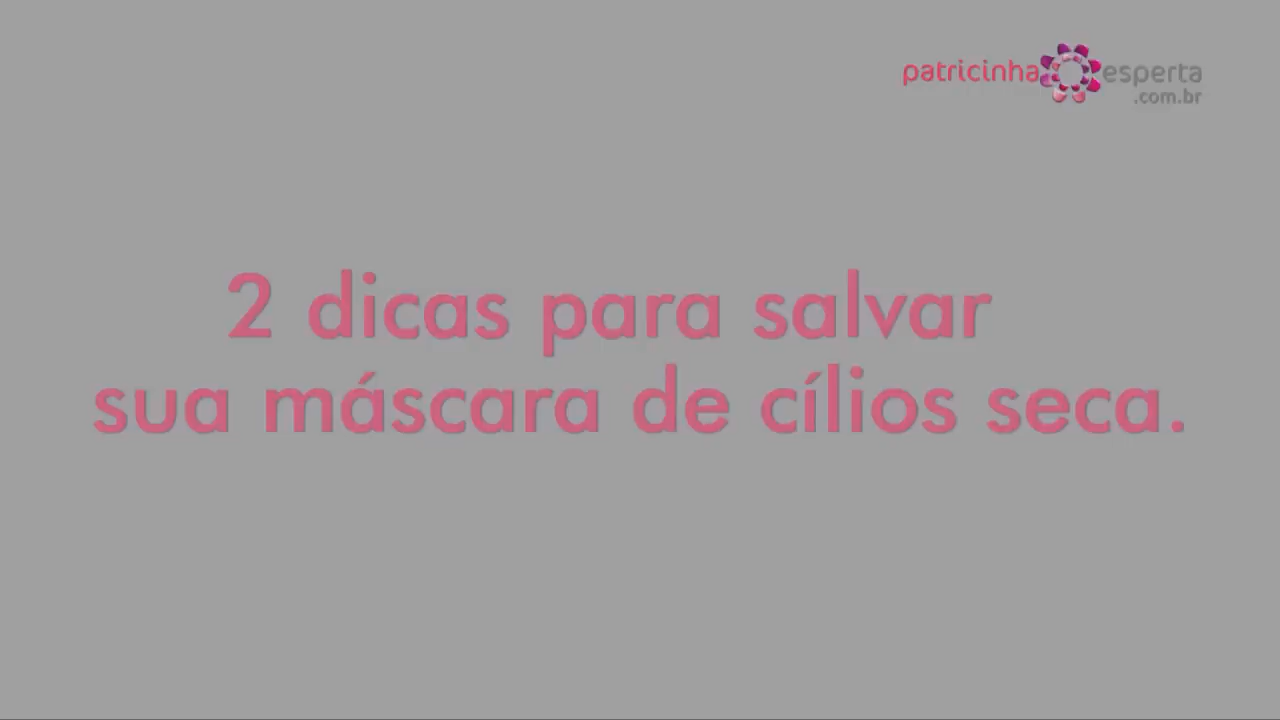 patricinha esperta
.com.br
2 dicas para salvar
sua máscara de cílios seca.